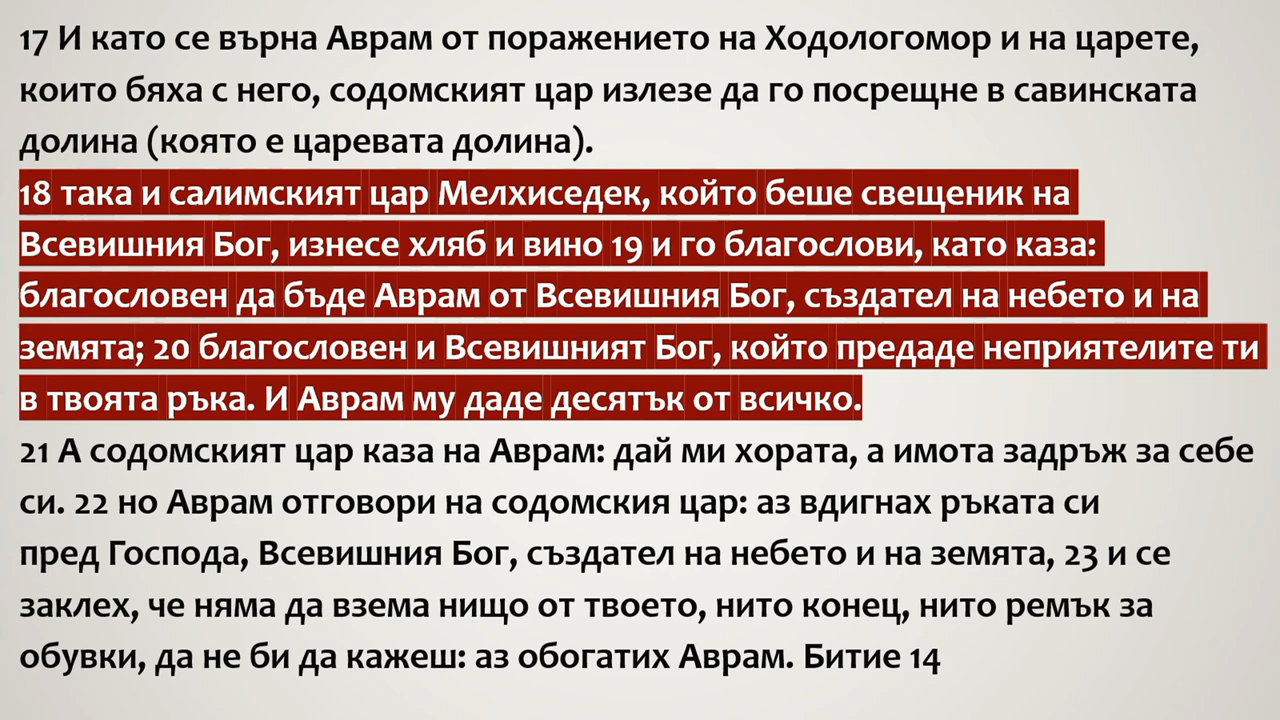 17 И като се върна Аврам от поражението на Ходологомор и на царете,
които бяха с него, содомският цар излезе да го посрещне в савинската
долина (която е царевата долина).
18 така и салимският цар Мелхиседек, който беше свещеник на
Всевишния Бог, изнесе хляб и вино 19 и го благослови, като каза:
благословен да бъде Аврам от Всевишния Бог, създател на небето и на
земята; 20 благословен и Всевишният Бог, който предаде неприятелите ти
в твоята ръка. И Аврам му даде десятък от всичко.
21 А содомският цар каза на Аврам: дай ми хората, а имота задръж за себе
си. 22 но Аврам отговори на содомския цар: аз вдигнах ръката си
пред Господа, Всевишния Бог, създател на небето и на земята, 23 и се
заклех, че няма да взема нищо от твоето, нито конец, нито ремък за
обувки, да не би да кажеш: аз обогатих Аврам. Битие 14